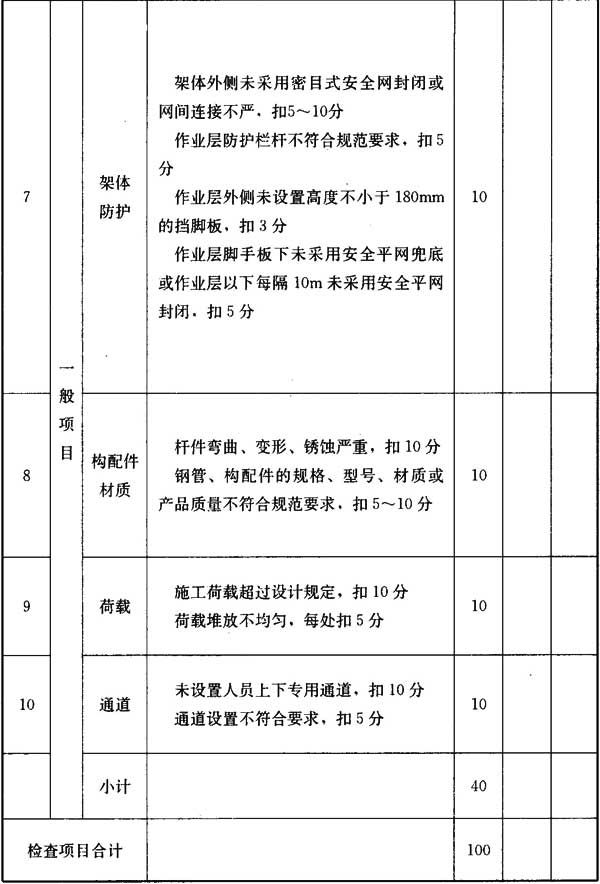 架体外侧未采用密目式安全网封闭或
网间连接不严，扣5～10分
作业层防护栏杆不符合规范要求，扣5
分
7
架体
防护
作业层外侧未设置高度不小于180mm
的挡脚板，扣3分
10
作业层脚手板下未采用安全平网兜底
或作业层以下每隔10m未采用安全平网
封闭，扣5分
一般项目
8
构配件
材质
杆件弯曲、变形、锈蚀严重，扣10分
钢管、构配件的规格、型号、材质或
产品质量不符合规范要求，扣5～10分
10
9
荷载
施工荷载超过设计规定，扣10分
荷载堆放不均匀，每处扣5分
10
10
通道
未设置人员上下专用通道，扣10分
通道设置不符合要求，扣5分
10
小计
40
检查项目合计
100